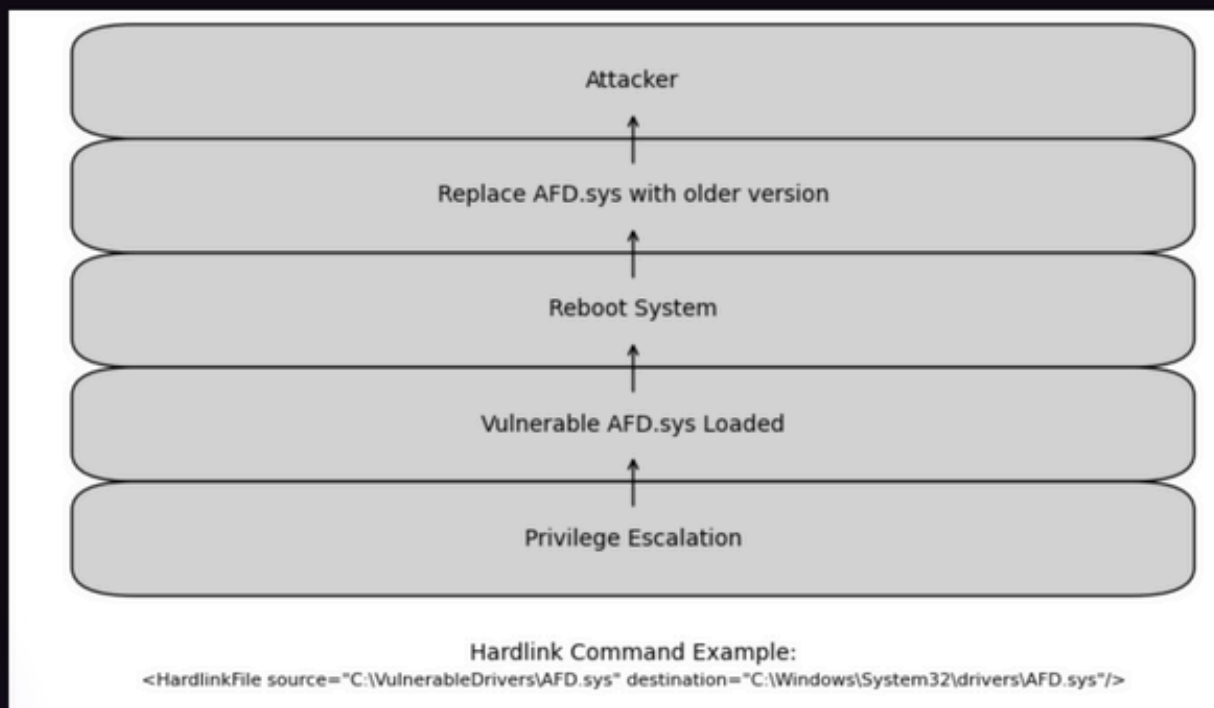 Attacker
Replace AFD.sys with older version
Reboot System
Vulnerable AFD.sys Loaded
Privilege Escalation
Hardlink Command Example:
<HardlinkFile source="C:\VulnerableDrivers\AFD.sys" destination="C:\Windows\System32\drivers\AFD.sys"/>